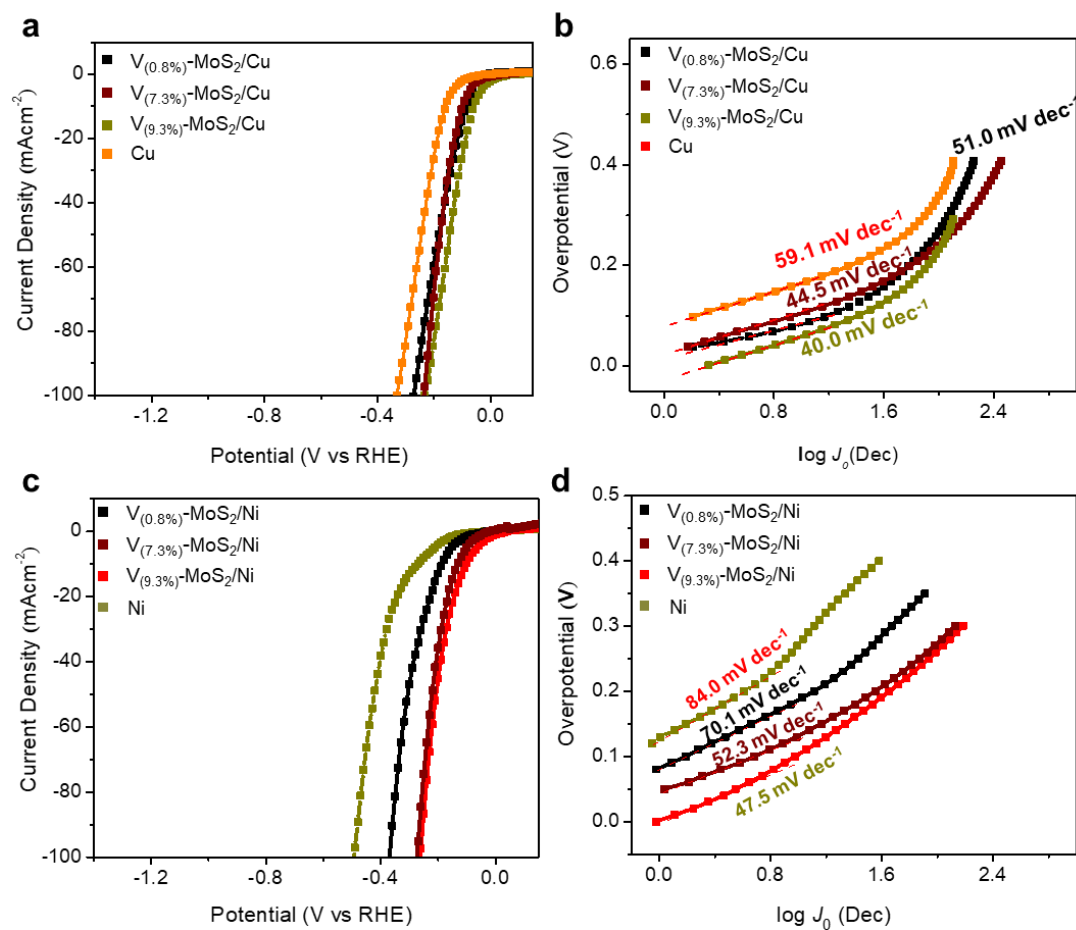 a
V(0.8%)-MoS2/Cu
V(7.3%)-MoS2/Cu
V(9.3%)-MoS2/Cu
Cu
0
-20
-40
-60
-80
-100
-1.2
-0.8
-0.4
0.0
Current Density (mAcm-2)
Potential (V vs RHE)
b
V(0.8%)-MoS2/Cu
V(7.3%)-MoS2/Cu
V(9.3%)-MoS2/Cu
Cu
51.0 mV dec-1
59.1 mV dec-1
44.5 mV dec-1
40.0 mV dec-1
0.6
0.4
0.2
0.0
0.0
0.8
1.6
2.4
Overpotential (V)
log Jo(Dec)
c
V(0.8%)-MoS2/Ni
V(7.3%)-MoS2/Ni
V(9.3%)-MoS2/Ni
Ni
0
-20
-40
-60
-80
-100
-1.2
-0.8
-0.4
0.0
Current Density (mAcm-2)
Potential (V vs RHE)
d
V(0.8%)-MoS2/Ni
V(7.3%)-MoS2/Ni
V(9.3%)-MoS2/Ni
Ni
84.0 mV dec-1
70.1 mV dec-1
52.3 mV dec-1
47.5 mV dec-1
0.5
0.4
0.3
0.2
0.1
0.0
0.0
0.8
1.6
2.4
Overpotential (V)
log J0 (Dec)